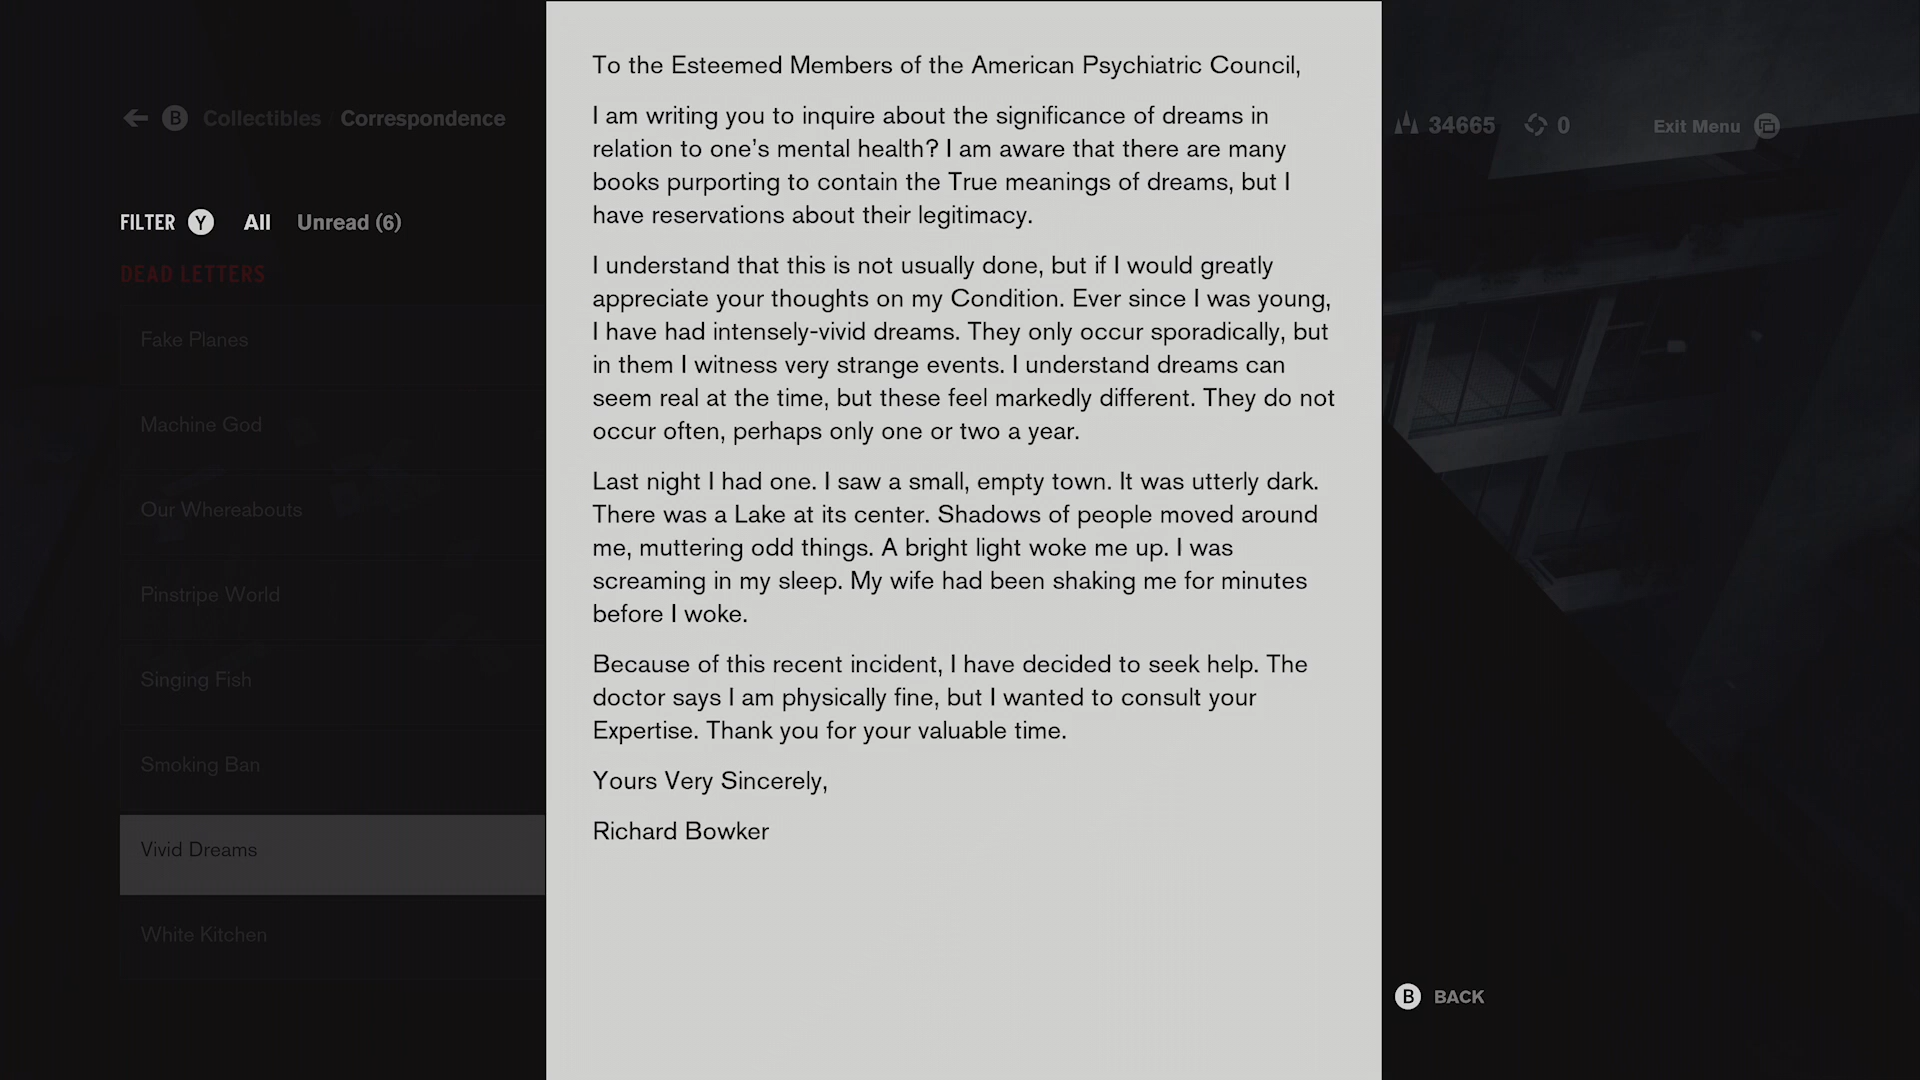 ← B Collectibles / Correspondence
34665 0 Exit Menu
FILTER Y All Unread (6)
DEAD LETTERS
Fake Planes
Machine God
Our Whereabouts
Pinstripe World
Singing Fish
Smoking Ban
Vivid Dreams
White Kitchen
To the Esteemed Members of the American Psychiatric Council,
I am writing you to inquire about the significance of dreams in
relation to one's mental health? I am aware that there are many
books purporting to contain the True meanings of dreams, but I
have reservations about their legitimacy.
I understand that this is not usually done, but if I would greatly
appreciate your thoughts on my Condition. Ever since I was young,
I have had intensely-vivid dreams. They only occur sporadically, but
in them I witness very strange events. I understand dreams can
seem real at the time, but these feel markedly different. They do not
occur often, perhaps only one or two a year.
Last night I had one. I saw a small, empty town. It was utterly dark.
There was a Lake at its center. Shadows of people moved around
me, muttering odd things. A bright light woke me up. I was
screaming in my sleep. My wife had been shaking me for minutes
before I woke.
Because of this recent incident, I have decided to seek help. The
doctor says I am physically fine, but I wanted to consult your
Expertise. Thank you for your valuable time.
Yours Very Sincerely,
Richard Bowker
B BACK